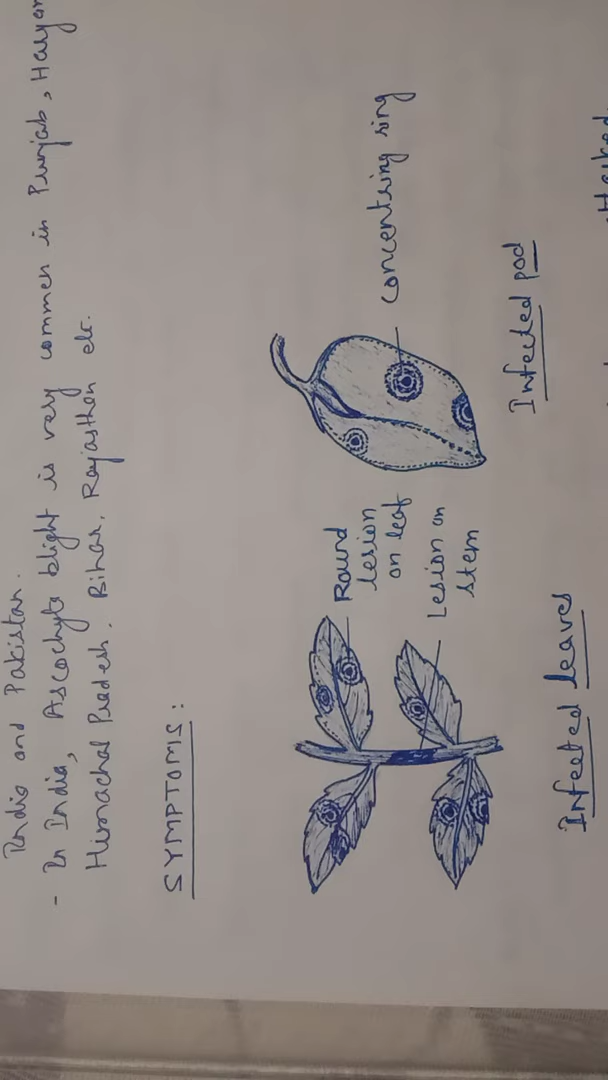 India and Pakistan.
- In India, Ascochyta blight is very common in Punjab, Haryan
Himachal Pradesh, Bihar, Rajasthan etc.
SYMPTOMS:
Round
lesion
on leaf
Lesion on
stem
concentring ring
Infected leaves
Infected pod